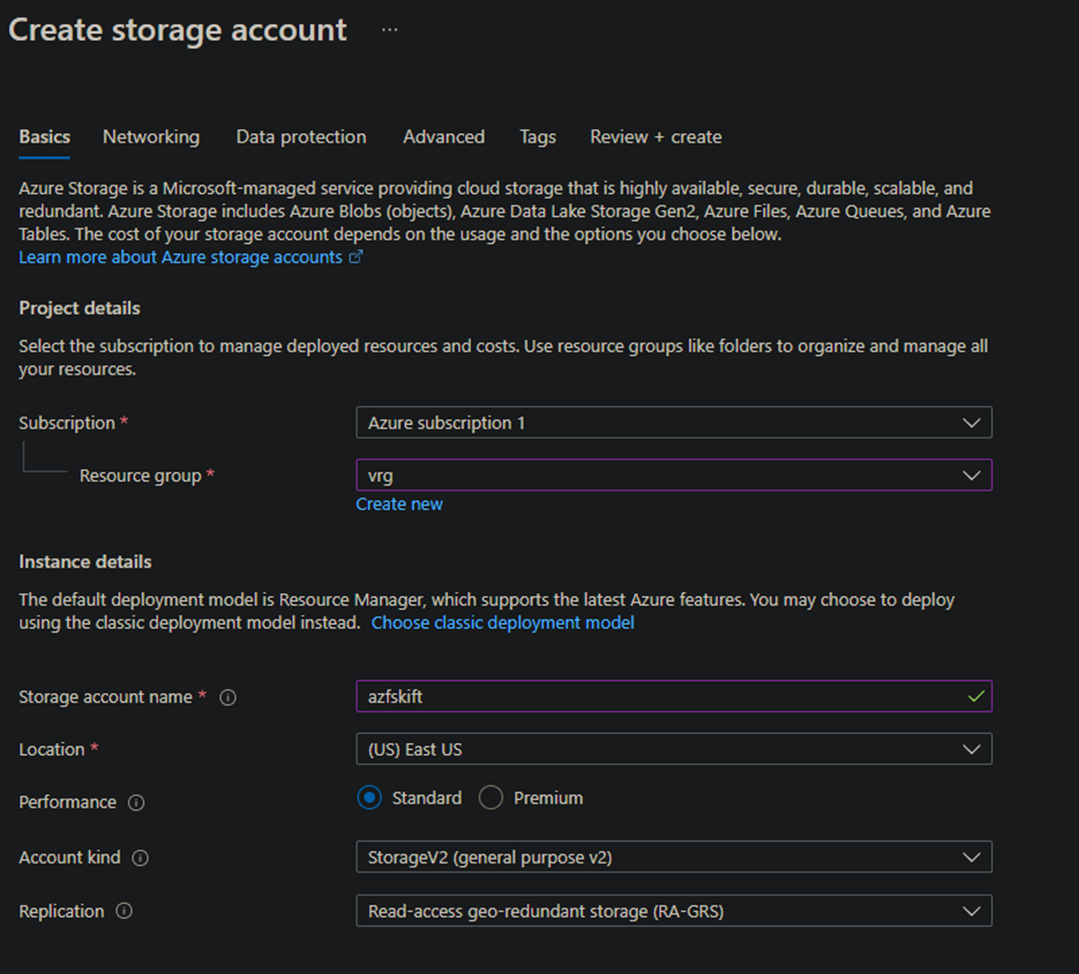 Create storage account ...
Basics Networking Data protection Advanced Tags Review + create
Azure Storage is a Microsoft-managed service providing cloud storage that is highly available, secure, durable, scalable, and
redundant. Azure Storage includes Azure Blobs (objects), Azure Data Lake Storage Gen2, Azure Files, Azure Queues, and Azure
Tables. The cost of your storage account depends on the usage and the options you choose below.
Learn more about Azure storage accounts
Project details
Select the subscription to manage deployed resources and costs. Use resource groups like folders to organize and manage all
your resources.
Subscription * Azure subscription 1
Resource group * vrg
Create new
Instance details
The default deployment model is Resource Manager, which supports the latest Azure features. You may choose to deploy
using the classic deployment model instead. Choose classic deployment model
Storage account name * azfskift
Location * (US) East US
Performance Standard Premium
Account kind StorageV2 (general purpose v2)
Replication Read-access geo-redundant storage (RA-GRS)